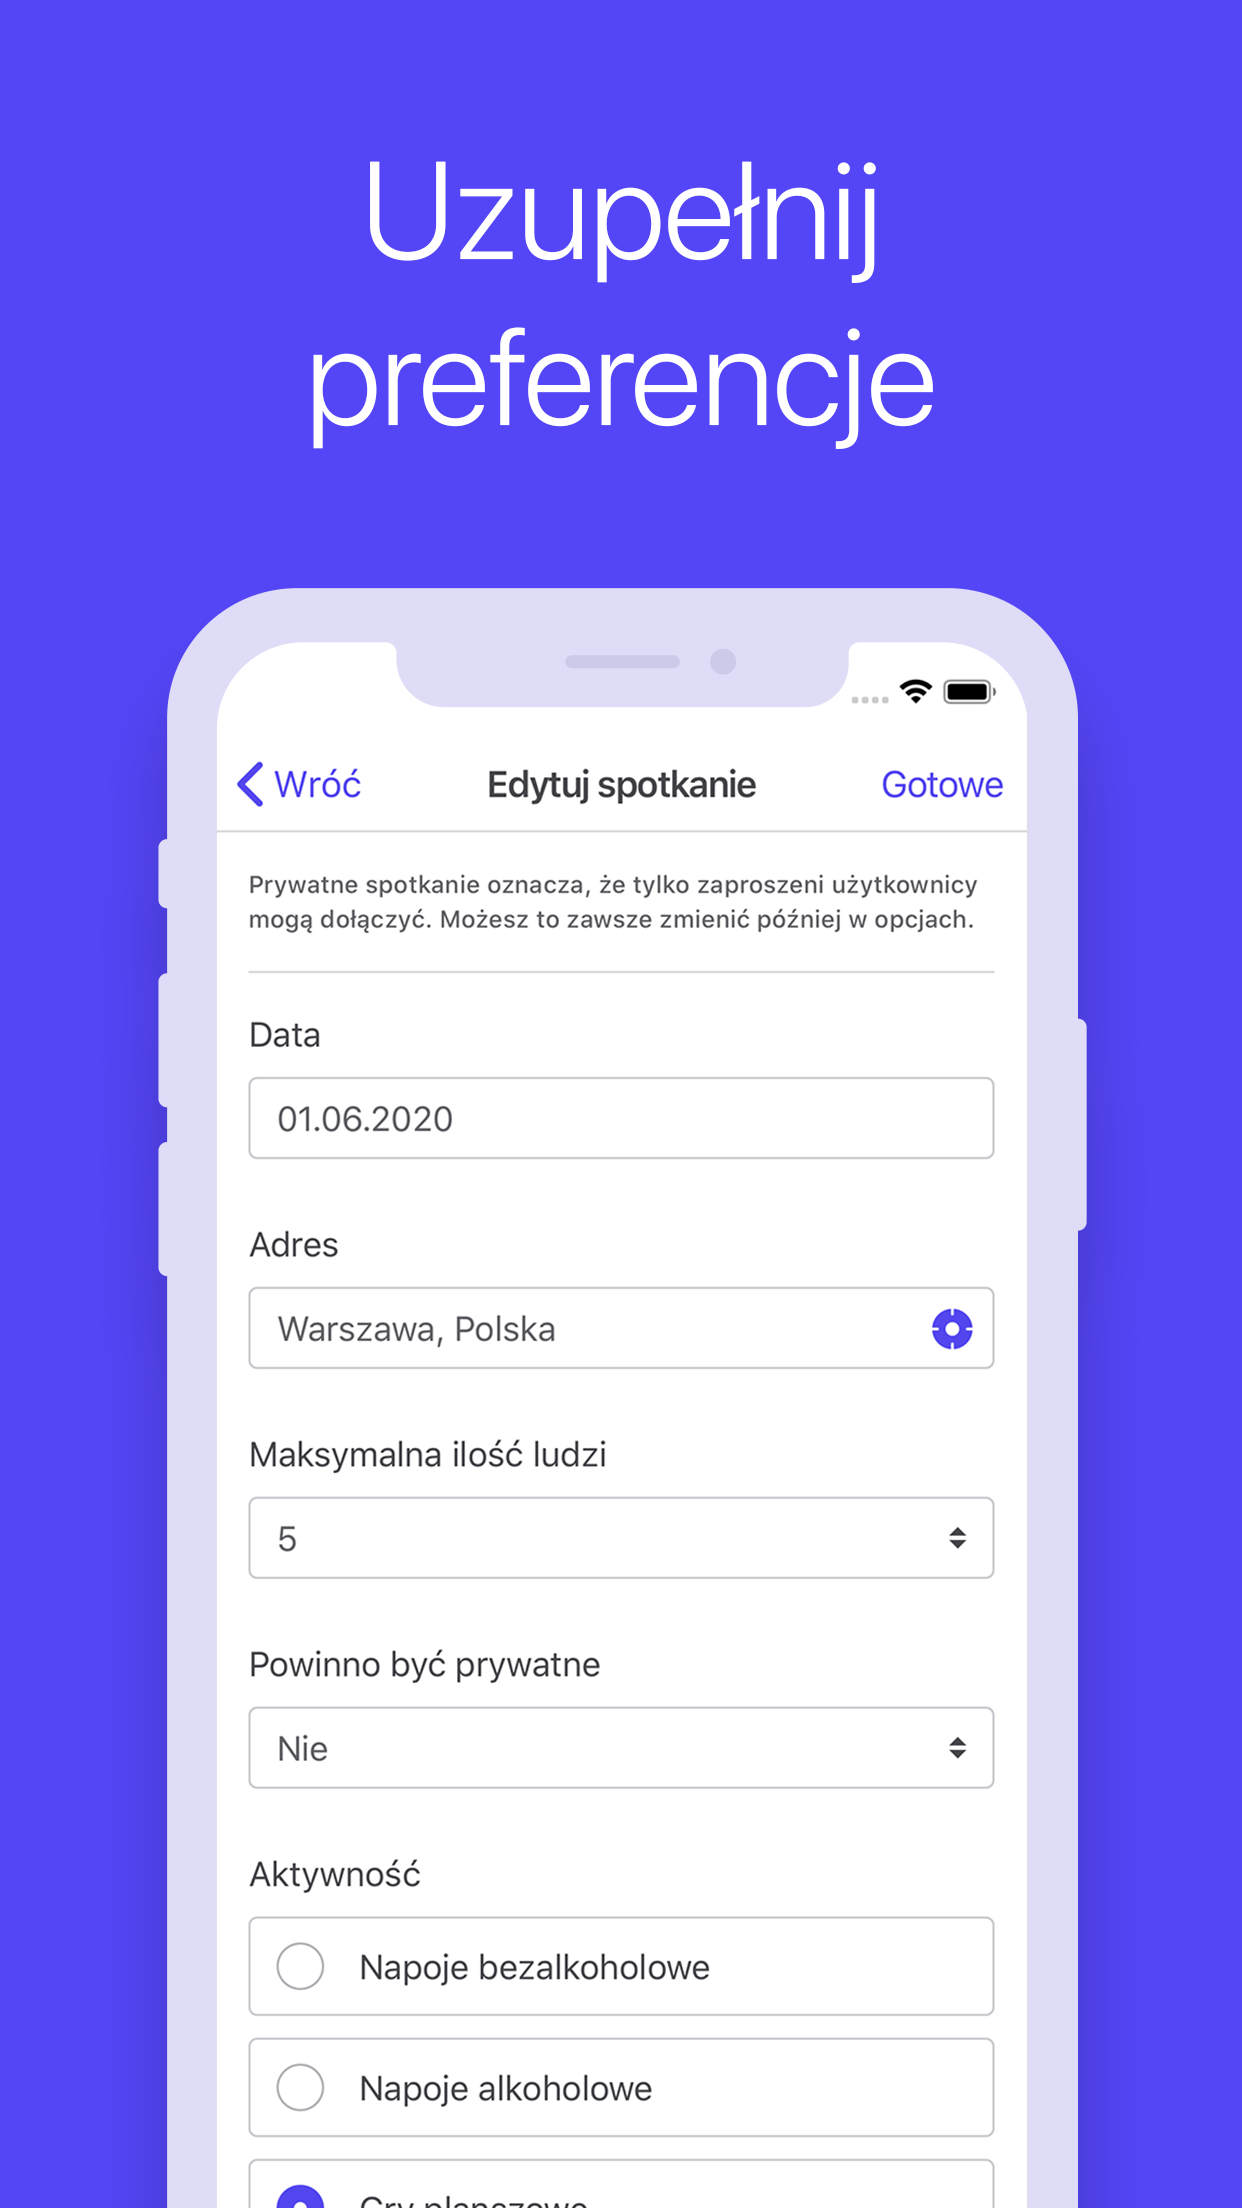 Uzupełnij
preferencje
Wróć
Edytuj spotkanie
Gotowe
Prywatne spotkanie oznacza, że tylko zaproszeni użytkownicy
mogą dołączyć. Możesz to zawsze zmienić później w opcjach.
Data
01.06.2020
Adres
Warszawa, Polska
Maksymalna ilość ludzi
5
Powinno być prywatne
Nie
Aktywność
Napoje bezalkoholowe
Napoje alkoholowe
Gry planszowe